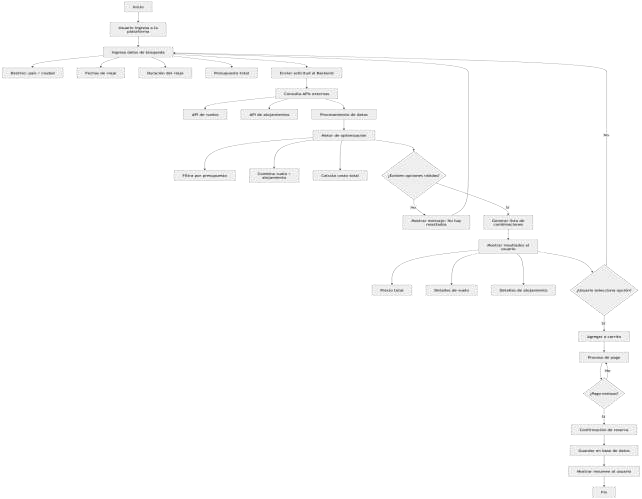 Inicio
Usuario ingresa a la
plataforma
Ingresa datos de búsqueda
Destino: país / ciudad
Fechas de viaje
Duración del viaje
Presupuesto total
Enviar solicitud al Backend
Consulta APIs externas
API de vuelos
API de alojamientos
Procesamiento de datos
Motor de optimización
Filtra por presupuesto
Combina vuelo +
alojamiento
Calcula costo total
¿Existen opciones válidas?
No
Sí
Mostrar mensaje: No hay
resultados
Generar lista de
combinaciones
Mostrar resultados al
usuario
Precio total
Detalles de vuelo
Detalles de alojamiento
No
¿Usuario selecciona opción?
Sí
Agregar a carrito
Proceso de pago
No
¿Pago exitoso?
Sí
Confirmación de reserva
Guardar en base de datos
Mostrar resumen al usuario
Fin